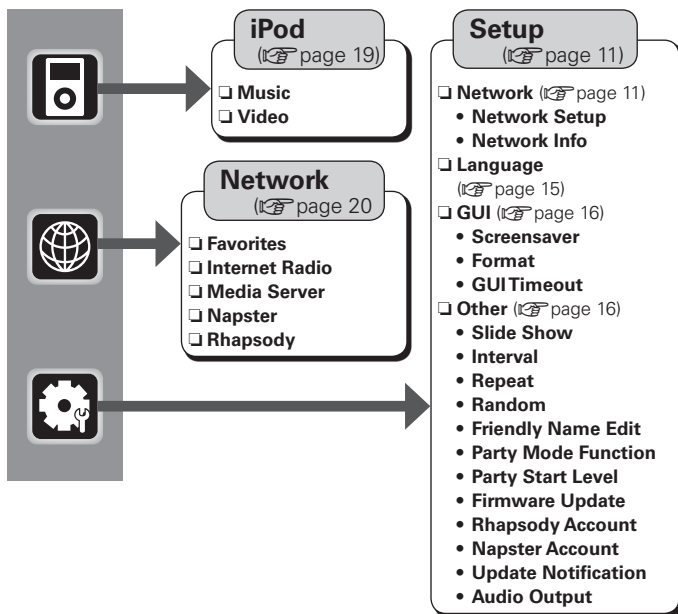 iPod
(☞ page 19)
❏ Music
❏ Video
Network
(☞ page 20
❏ Favorites
❏ Internet Radio
❏ Media Server
❏ Napster
❏ Rhapsody
Setup
(☞ page 11)
❏ Network (☞ page 11)
• Network Setup
• Network Info
❏ Language
(☞ page 15)
❏ GUI (☞ page 16)
• Screensaver
• Format
• GUI Timeout
❏ Other (☞ page 16)
• Slide Show
• Interval
• Repeat
• Random
• Friendly Name Edit
• Party Mode Function
• Party Start Level
• Firmware Update
• Rhapsody Account
• Napster Account
• Update Notification
• Audio Output